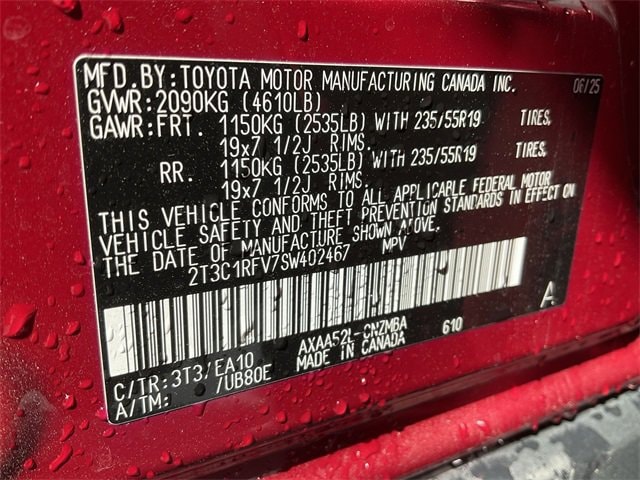 MFD. BY: TOYOTA MOTOR MANUFACTURING CANADA INC. 06/25
GVWR: 2090KG (4610LB)
GAWR: FRT. 1150KG (2535LB) WITH 235/55R19 TIRES,
19x7 1/2J RIMS.
RR. 1150KG (2535LB) WITH 235/55R19 TIRES,
19x7 1/2J RIMS.
THIS VEHICLE CONFORMS TO ALL APPLICABLE FEDERAL MOTOR
VEHICLE SAFETY AND THEFT PREVENTION STANDARDS IN EFFECT ON
THE DATE OF MANUFACTURE SHOWN ABOVE.
2T3C1RFV7SW402467 MPV
A
AXAA52L-CNZMBA 610
C/TR: 3T3/EA10 MADE IN CANADA
A/TM: /UB80E